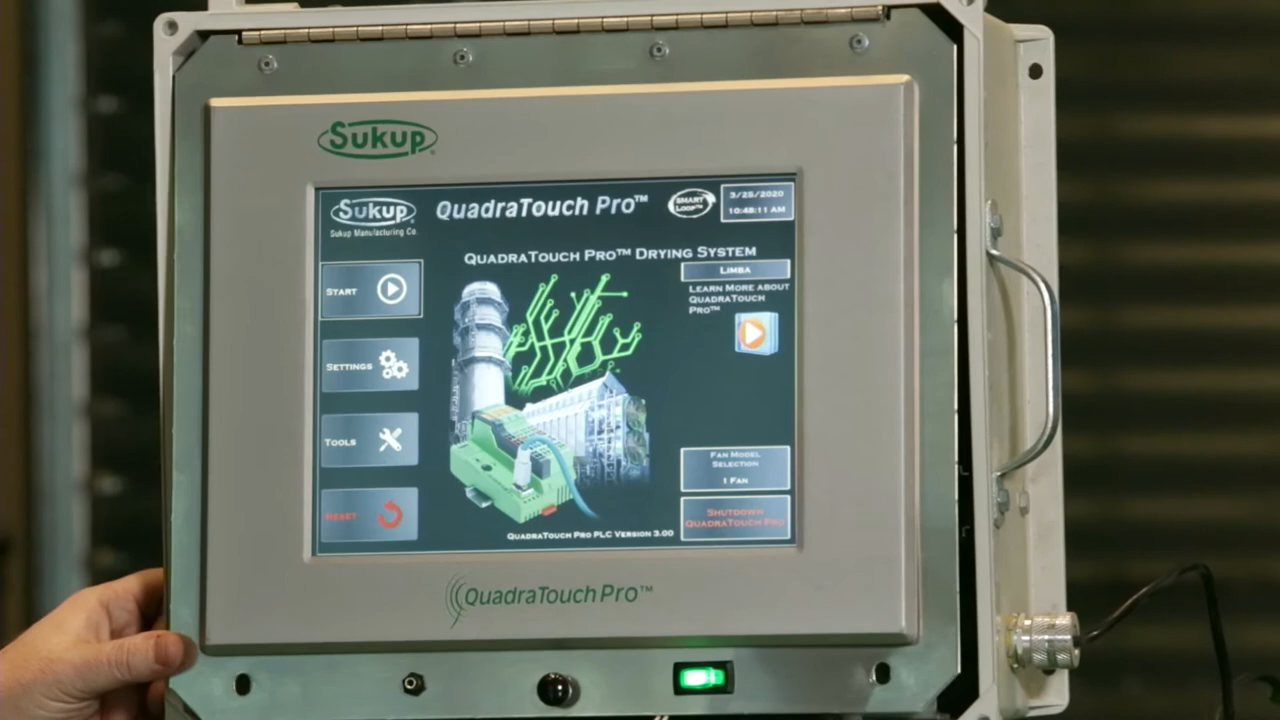 Sukup®
Sukup®
Sukup Manufacturing Co.
QuadraTouch Pro™
SMART
LOOP™
3/25/2020
10:48:11 AM
QUADRATOUCH PRO™ DRYING SYSTEM
LIMBA
LEARN MORE ABOUT
QUADRATOUCH
PRO™
START
SETTINGS
TOOLS
RESET
FAN MODEL
SELECTION
1 FAN
SHUTDOWN
QUADRATOUCH PRO
QUADRATOUCH PRO PLC VERSION 3.00
QuadraTouch Pro™